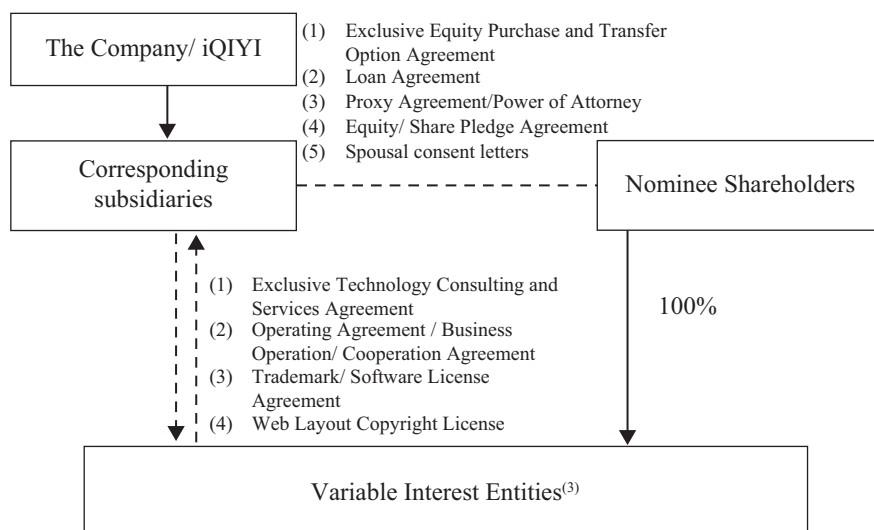 The Company/ iQIYI
(1) Exclusive Equity Purchase and Transfer
Option Agreement
(2) Loan Agreement
(3) Proxy Agreement/Power of Attorney
(4) Equity/ Share Pledge Agreement
(5) Spousal consent letters
Corresponding
subsidiaries
Nominee Shareholders
(1) Exclusive Technology Consulting and
Services Agreement
(2) Operating Agreement / Business
Operation/ Cooperation Agreement
(3) Trademark/ Software License
Agreement
(4) Web Layout Copyright License
100%
Variable Interest Entities(3)